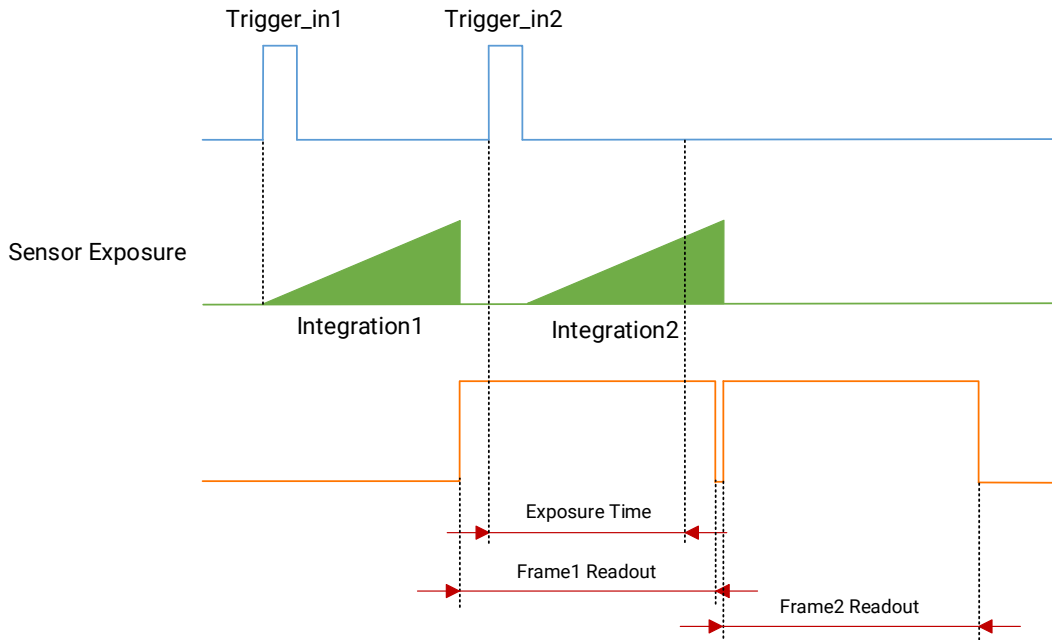 Trigger_in1
Trigger_in2
Sensor Exposure
Integration1
Integration2
Exposure Time
Frame1 Readout
Frame2 Readout